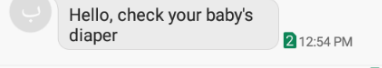 ب
Hello, check your baby's
diaper
2 12:54 PM